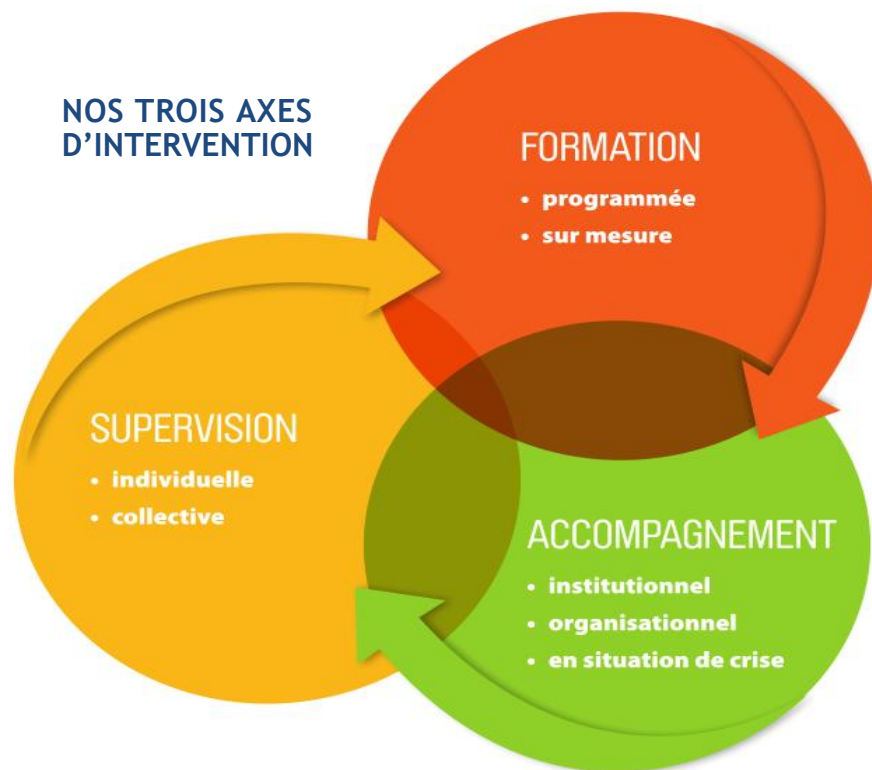 NOS TROIS AXES
D’INTERVENTION
FORMATION
• programmée
• sur mesure
SUPERVISION
• individuelle
• collective
ACCOMPAGNEMENT
• institutionnel
• organisationnel
• en situation de crise